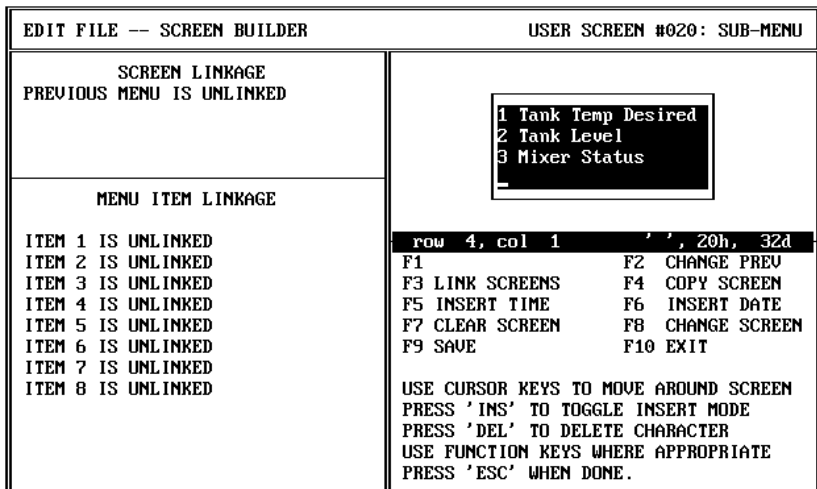 EDIT FILE -- SCREEN BUILDER
USER SCREEN #020: SUB-MENU
SCREEN LINKAGE
PREVIOUS MENU IS UNLINKED
MENU ITEM LINKAGE
ITEM 1 IS UNLINKED
ITEM 2 IS UNLINKED
ITEM 3 IS UNLINKED
ITEM 4 IS UNLINKED
ITEM 5 IS UNLINKED
ITEM 6 IS UNLINKED
ITEM 7 IS UNLINKED
ITEM 8 IS UNLINKED
1 Tank Temp Desired
2 Tank Level
3 Mixer Status
row 4, col 1 ' ', 20h, 32d
F1 F2 CHANGE PREV
F3 LINK SCREENS F4 COPY SCREEN
F5 INSERT TIME F6 INSERT DATE
F7 CLEAR SCREEN F8 CHANGE SCREEN
F9 SAVE F10 EXIT
USE CURSOR KEYS TO MOVE AROUND SCREEN
PRESS 'INS' TO TOGGLE INSERT MODE
PRESS 'DEL' TO DELETE CHARACTER
USE FUNCTION KEYS WHERE APPROPRIATE
PRESS 'ESC' WHEN DONE.